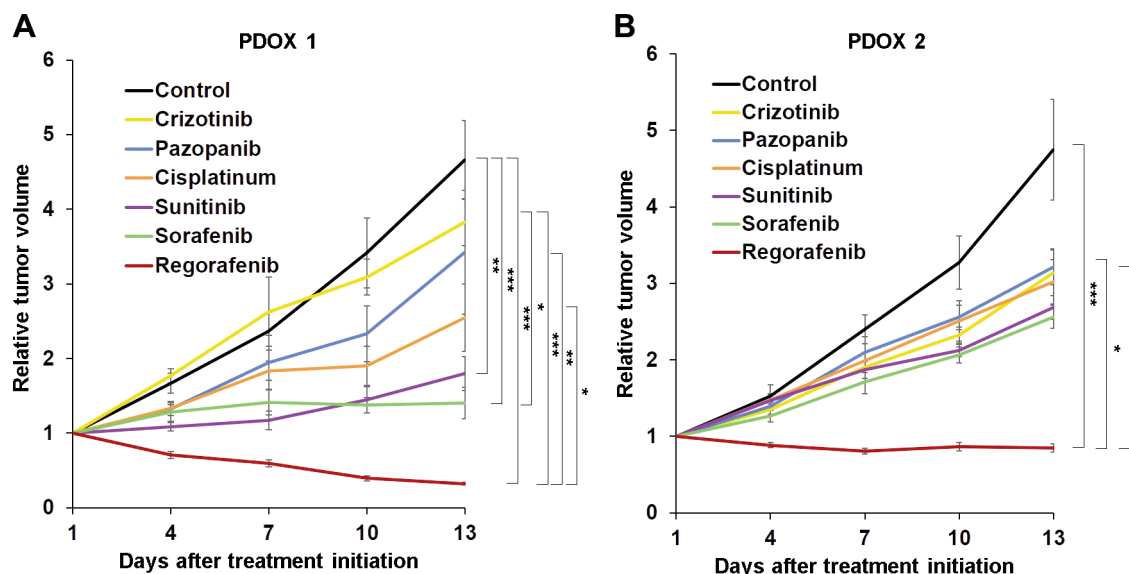 A
PDOX 1
Relative tumor volume
6
5
4
3
2
1
0
Control
Crizotinib
Pazopanib
Cisplatinum
Sunitinib
Sorafenib
Regorafenib
**
***
***
*
***
**
*
1 4 7 10 13
Days after treatment initiation
B
PDOX 2
Relative tumor volume
6
5
4
3
2
1
0
Control
Crizotinib
Pazopanib
Cisplatinum
Sunitinib
Sorafenib
Regorafenib
***
*
1 4 7 10 13
Days after treatment initiation